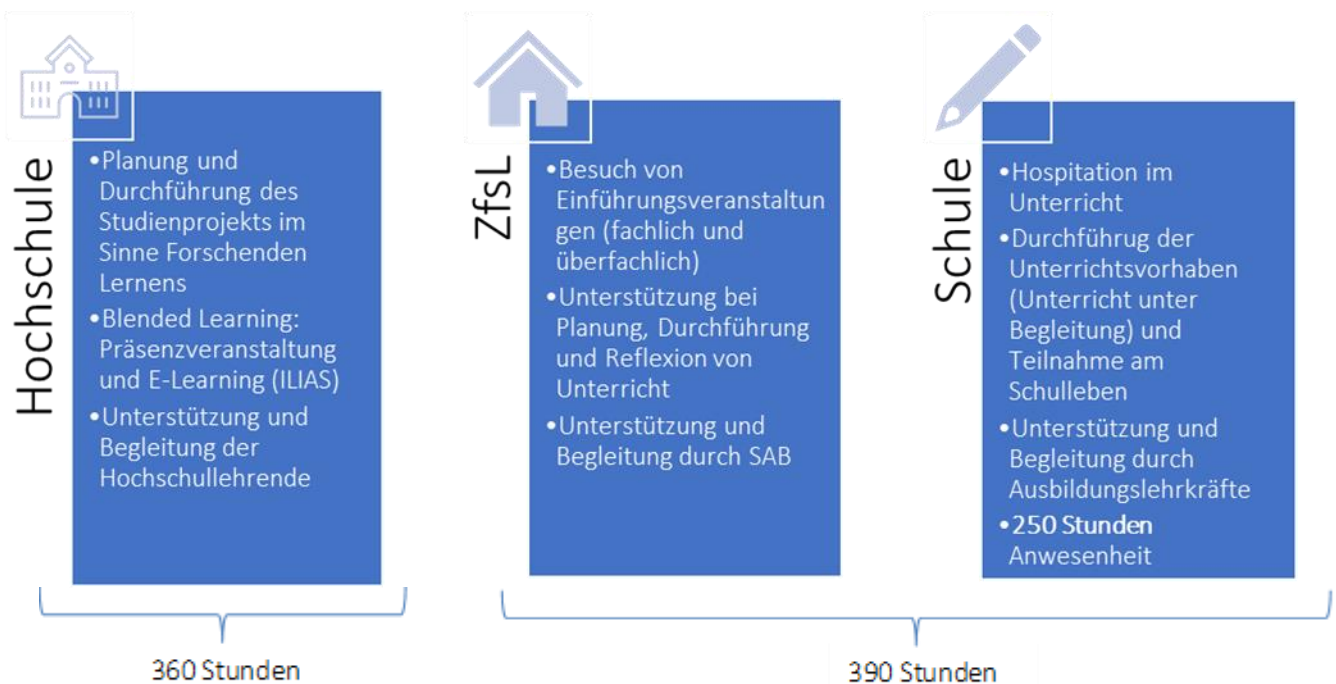 Hochschule
•Planung und
Durchführung des
Studienprojekts im
Sinne Forschenden
Lernens
•Blended Learning:
Präsenzveranstaltung
und E-Learning (ILIAS)
•Unterstützung und
Begleitung der
Hochschullehrende
ZfsL
•Besuch von
Einführungsveranstaltun
gen (fachlich und
überfachlich)
•Unterstützung bei
Planung, Durchführung
und Reflexion von
Unterricht
•Unterstützung und
Begleitung durch SAB
Schule
•Hospitation im
Unterricht
•Durchführug der
Unterrichtsvorhaben
(Unterricht unter
Begleitung) und
Teilnahme am
Schulleben
•Unterstützung und
Begleitung durch
Ausbildungslehrkräfte
•250 Stunden
Anwesenheit
360 Stunden
390 Stunden